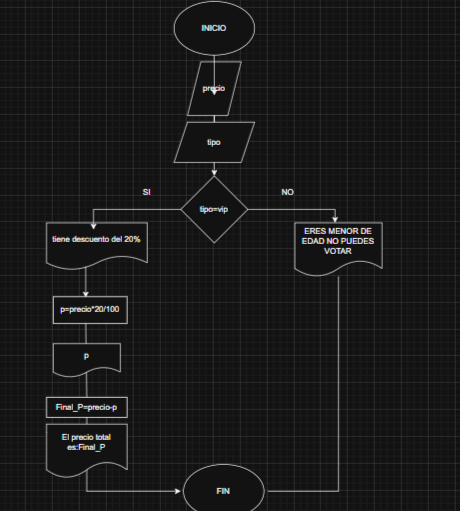 INICIO
precio
tipo
SI
NO
tipo=vip
tiene descuento del 20%
ERES MENOR DE
EDAD NO PUEDES
VOTAR
p=precio*20/100
p
Final_P=precio-p
El precio total
es:Final_P
FIN